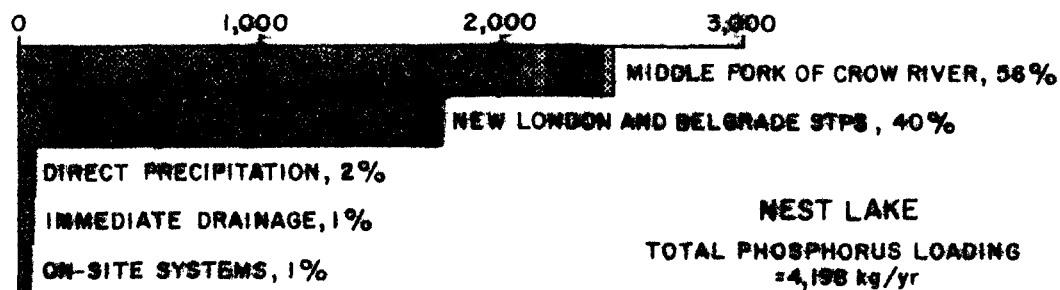 0 1,000 2,000 3,000
MIDDLE FORK OF CROW RIVER, 56%
NEW LONDON AND BELGRADE STPS, 40%
DIRECT PRECIPITATION, 2%
IMMEDIATE DRAINAGE, 1%
ON-SITE SYSTEMS, 1%
NEST LAKE
TOTAL PHOSPHORUS LOADING
=4,198 kg/yr